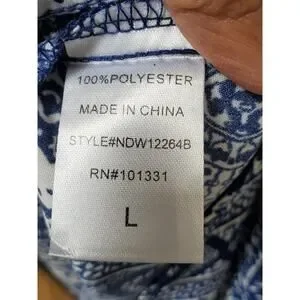 100%POLYESTER
MADE IN CHINA
STYLE#NDW12264B
RN#101331
L